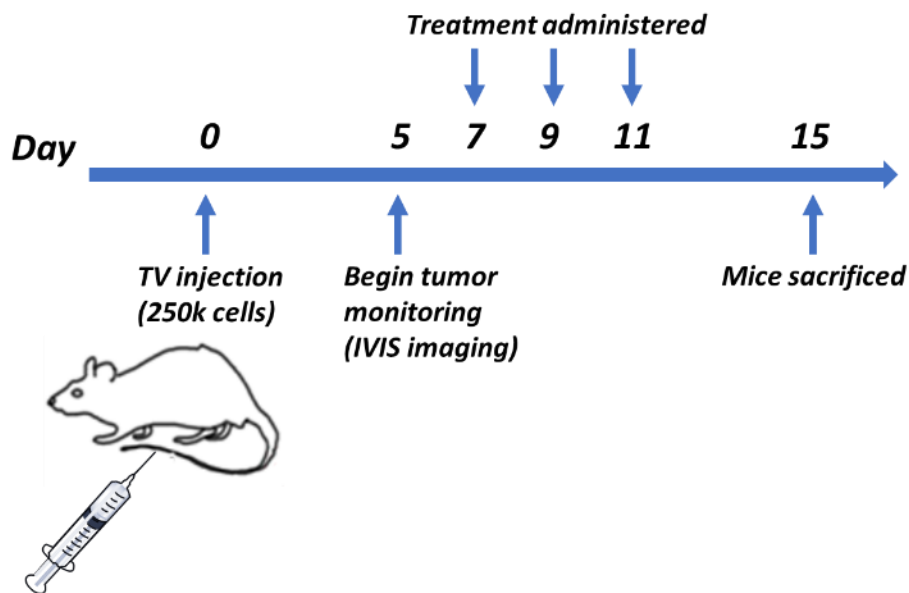 Treatment administered
Day 0 5 7 9 11 15
TV injection
(250k cells)
Begin tumor
monitoring
(IVIS imaging)
Mice sacrificed